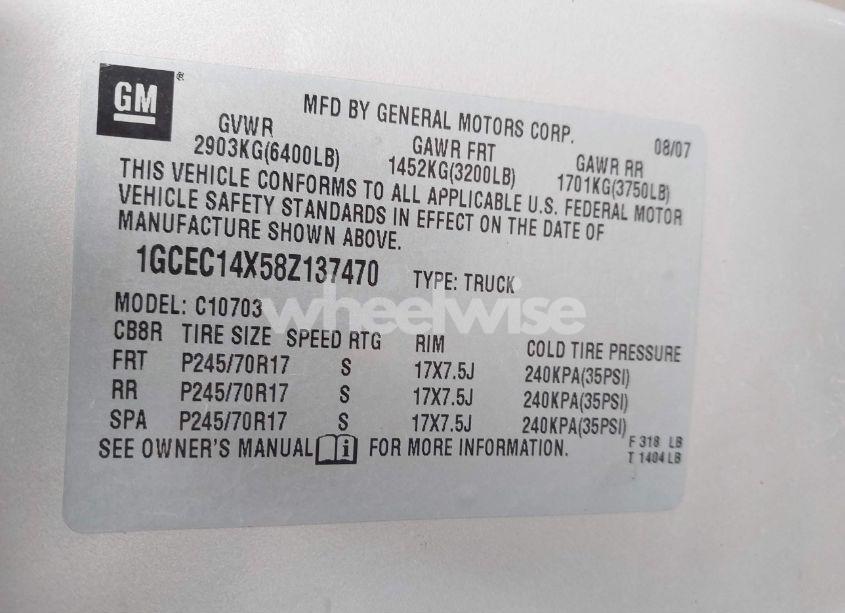 GM®
MFD BY GENERAL MOTORS CORP. 08/07
GVWR GAWR FRT GAWR RR
2903KG(6400LB) 1452KG(3200LB) 1701KG(3750LB)
THIS VEHICLE CONFORMS TO ALL APPLICABLE U.S. FEDERAL MOTOR
VEHICLE SAFETY STANDARDS IN EFFECT ON THE DATE OF
MANUFACTURE SHOWN ABOVE.
1GCEC14X58Z137470 TYPE: TRUCK
wheelwise
MODEL: C10703
CB8R TIRE SIZE SPEED RTG RIM COLD TIRE PRESSURE
FRT P245/70R17 S 17X7.5J 240KPA(35PSI)
RR P245/70R17 S 17X7.5J 240KPA(35PSI)
SPA P245/70R17 S 17X7.5J 240KPA(35PSI)
SEE OWNER'S MANUAL i FOR MORE INFORMATION.
F 318 LB
T 1404 LB